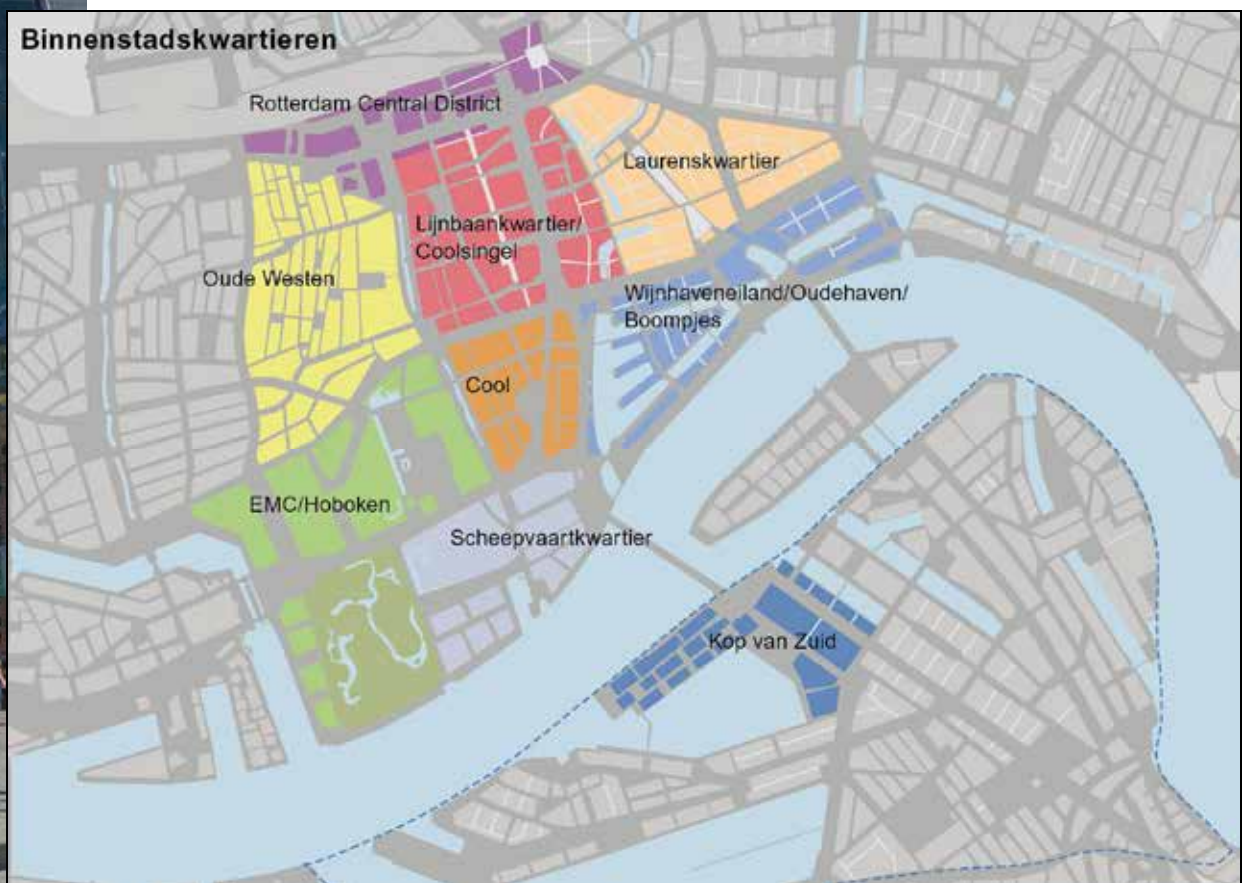 Binnenstadskwartieren
Rotterdam Central District
Laurenskwartier
Lijnbaankwartier/
Coolsingel
Oude Westen
Wijnhaveneiland/Oudehaven/
Boompjes
Cool
EMC/Hoboken
Scheepvaartkwartier
Kop van Zuid